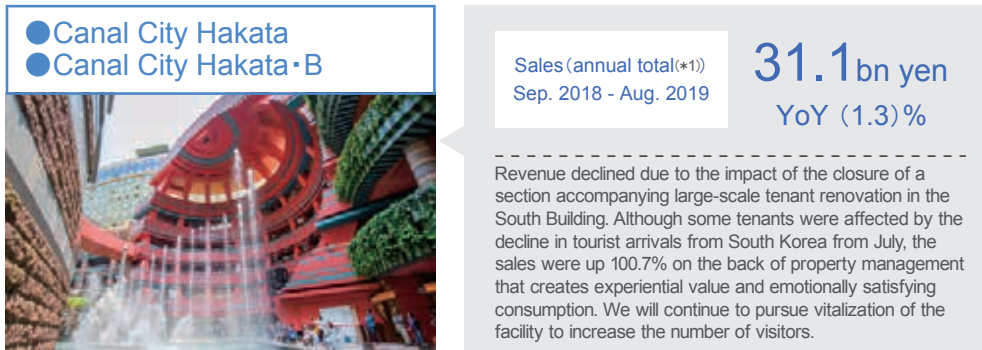 ●Canal City Hakata
●Canal City Hakata・B
Sales（annual total(*1)）
Sep. 2018 - Aug. 2019
31.1bn yen
YoY（1.3）%
Revenue declined due to the impact of the closure of a
section accompanying large-scale tenant renovation in the
South Building. Although some tenants were affected by the
decline in tourist arrivals from South Korea from July, the
sales were up 100.7% on the back of property management
that creates experiential value and emotionally satisfying
consumption. We will continue to pursue vitalization of the
facility to increase the number of visitors.